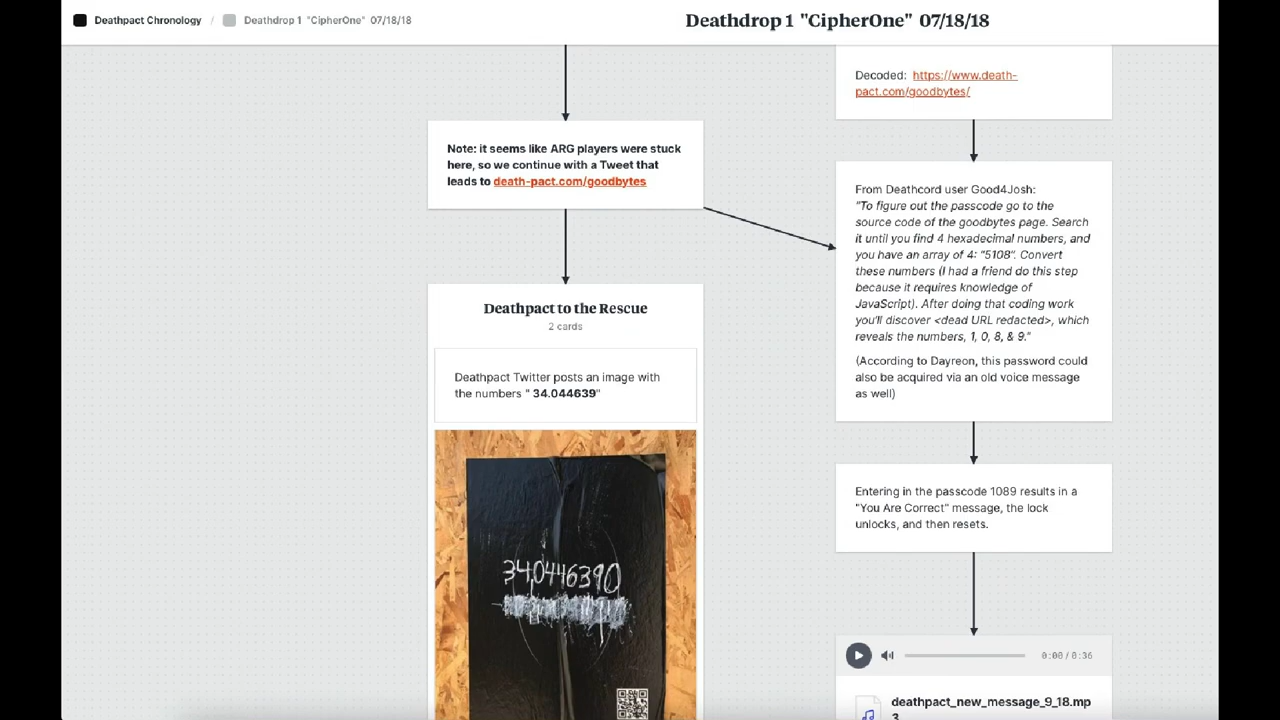 Deathpact Chronology / Deathdrop 1 "CipherOne" 07/18/18
Deathdrop 1 "CipherOne" 07/18/18
Note: it seems like ARG players were stuck
here, so we continue with a Tweet that
leads to death-pact.com/goodbytes
Deathpact to the Rescue
2 cards
Deathpact Twitter posts an image with
the numbers " 34.044639"
34.0446390
Decoded: https://www.death-
pact.com/goodbytes/
From Deathcord user Good4Josh:
"To figure out the passcode go to the
source code of the goodbytes page. Search
it until you find 4 hexadecimal numbers, and
you have an array of 4: "5108". Convert
these numbers (I had a friend do this step
because it requires knowledge of
JavaScript). After doing that coding work
you'll discover <dead URL redacted>, which
reveals the numbers, 1, 0, 8, & 9."
(According to Dayreon, this password could
also be acquired via an old voice message
as well)
Entering in the passcode 1089 results in a
"You Are Correct" message, the lock
unlocks, and then resets.
0:00 / 0:36
deathpact_new_message_9_18.mp
3